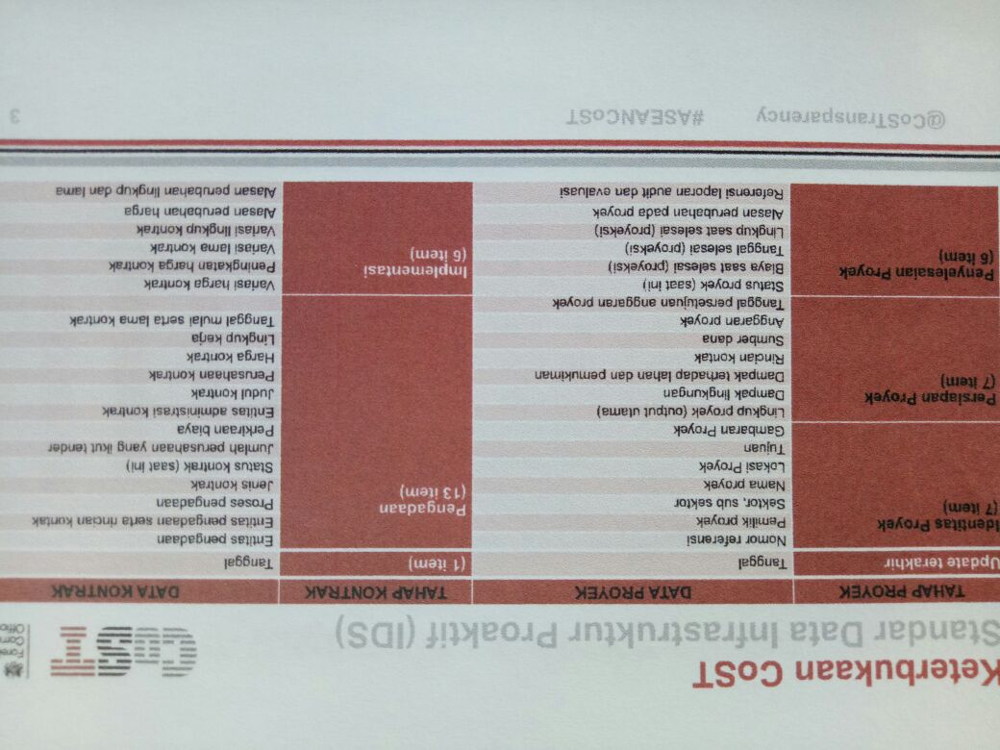 Keterbukaan CoST
Standar Data Infrastruktur Proaktif (IDS)
CoST
TAHAP PROYEK DATA PROYEK TAHAP KONTRAK DATA KONTRAK
Update terakhir Tanggal (1 item) Tanggal
Identitas Proyek
(7 item)
Nomor referensi
Pemilik proyek
Sektor, sub sektor
Nama proyek
Lokasi Proyek
Tujuan
Gambaran Proyek
Persiapan Proyek
(7 item)
Lingkup proyek (output utama)
Dampak lingkungan
Dampak terhadap lahan dan pemukiman
Rincian kontak
Sumber dana
Anggaran proyek
Tanggal persetujuan anggaran proyek
Penyelesaian Proyek
(6 item)
Status proyek (saat ini)
Biaya saat selesai (proyeksi)
Tanggal selesai (proyeksi)
Lingkup saat selesai (proyeksi)
Alasan perubahan pada proyek
Referensi laporan audit dan evaluasi
Pengadaan
(13 item)
Entitas pengadaan
Entitas pengadaan serta rincian kontak
Proses pengadaan
Jenis kontrak
Status kontrak (saat ini)
Jumlah perusahaan yang ikut tender
Perkiraan biaya
Entitas administrasi kontrak
Judul kontrak
Perusahaan kontrak
Harga kontrak
Lingkup kerja
Tanggal mulai serta lama kontrak
Implementasi
(6 item)
Variasi harga kontrak
Peningkatan harga kontrak
Variasi lama kontrak
Variasi lingkup kontrak
Alasan perubahan harga
Alasan perubahan lingkup dan lama
@CoSTransparency #ASEANCoST 3